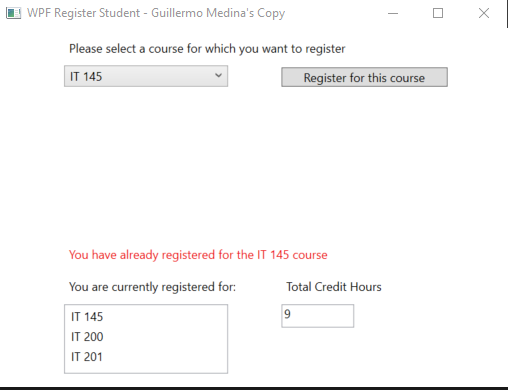 WPF Register Student - Guillermo Medina's Copy
Please select a course for which you want to register
IT 145
Register for this course
You have already registered for the IT 145 course
You are currently registered for:
Total Credit Hours
IT 145
9
IT 200
IT 201